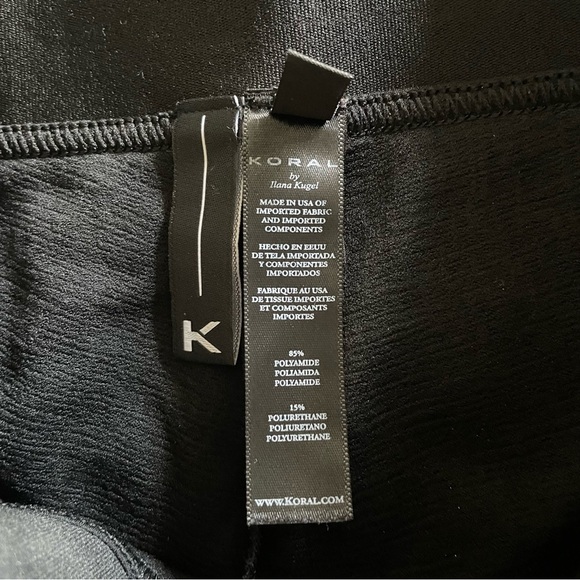 KORAL
by
Ilana Kugel
MADE IN USA OF
IMPORTED FABRIC
AND IMPORTED
COMPONENTS
HECHO EN EEUU
DE TELA IMPORTADA
Y COMPONENTES
IMPORTADOS
FABRIQUE AU USA
DE TISSUE IMPORTES
ET COMPOSANTS
IMPORTES
85%
POLYAMIDE
POLIAMIDA
POLYAMIDE
15%
POLURETHANE
POLIURETANO
POLYURETHANE
WWW.KORAL.COM
K